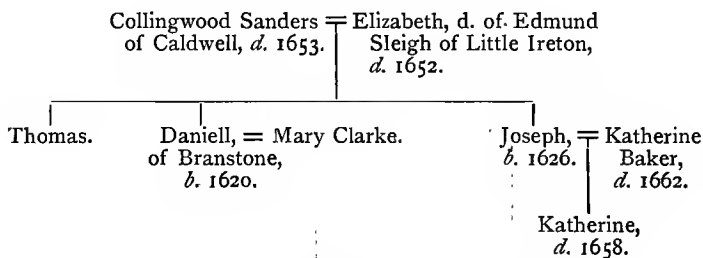 Collingwood Sanders = Elizabeth, d. of Edmund
of Caldwell, d. 1653. Sleigh of Little Ireton,
d. 1652.
Thomas. Daniell, = Mary Clarke. Joseph, = Katherine
of Branstone, b. 1626. Baker,
b. 1620. d. 1662.
Katherine,
d. 1658.